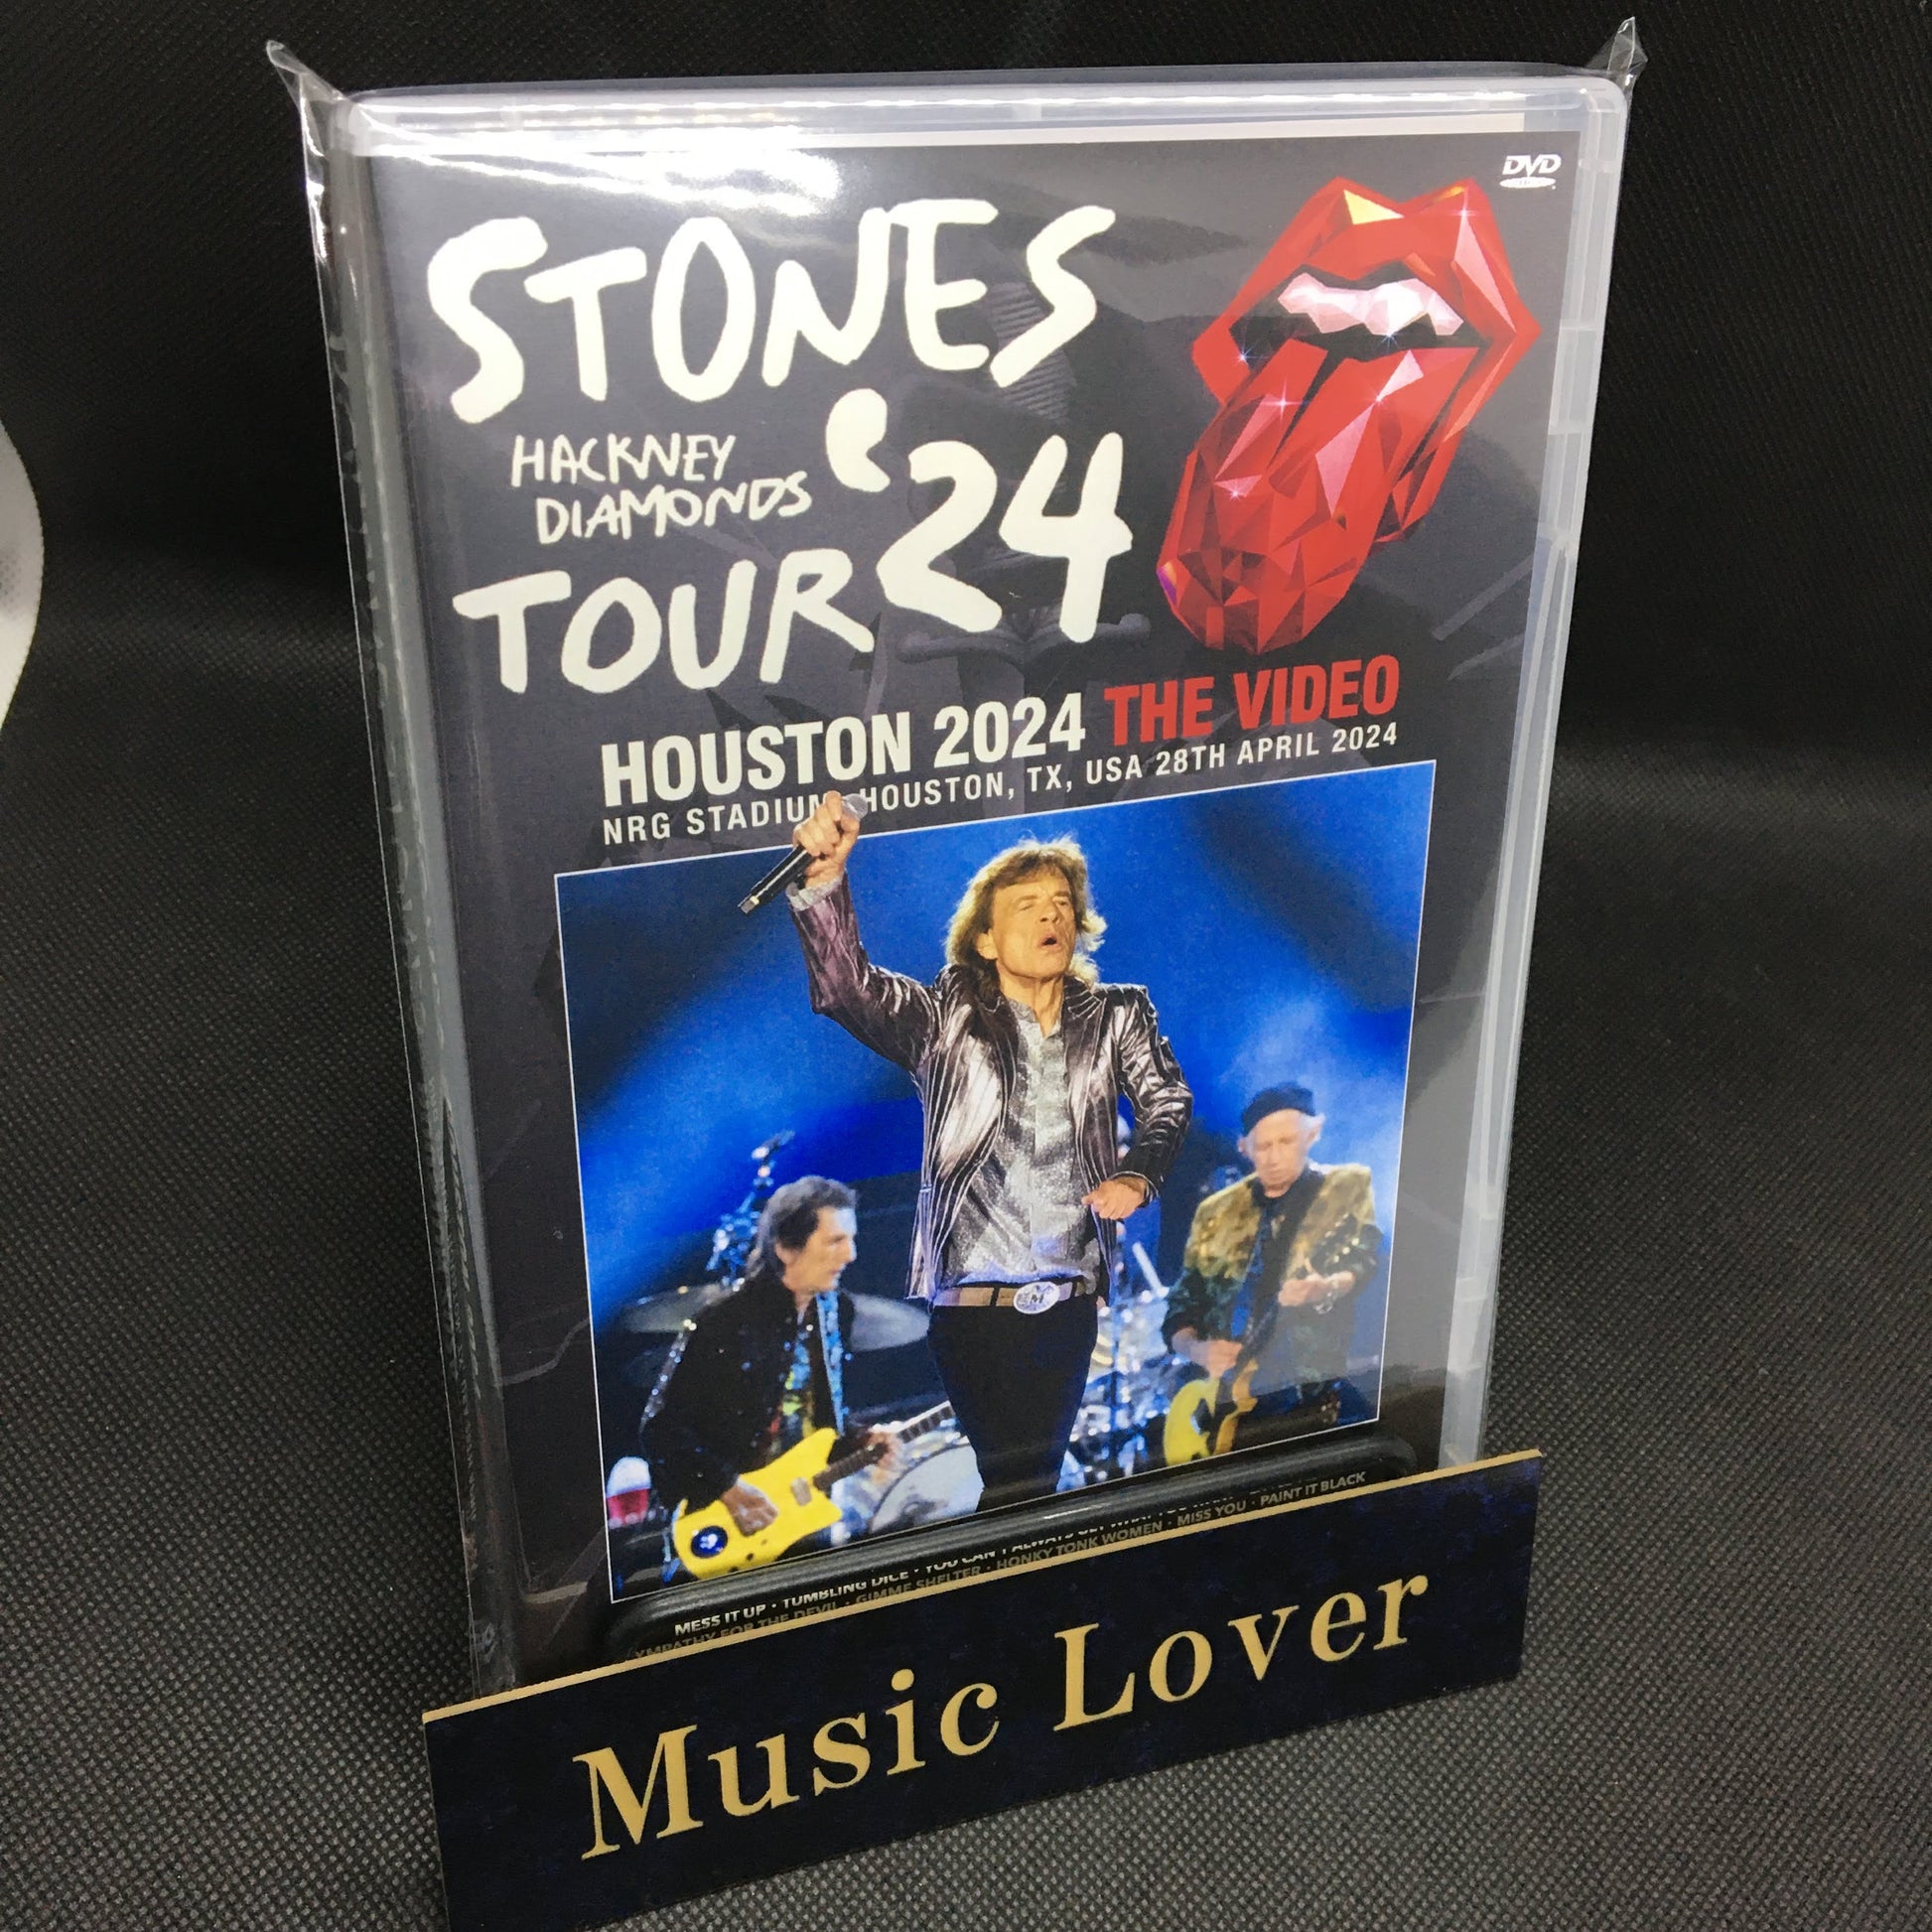 DVD
STONES
HACKNEY
DIAMONDS
TOUR '24
HOUSTON 2024 THE VIDEO
NRG STADIUM, HOUSTON, TX, USA 28TH APRIL 2024
MESS IT UP · TUMBLING DICE · YOU CAN'T ALWAYS GET WHAT YOU WANT
SYMPATHY FOR THE DEVIL · GIMME SHELTER · HONKY TONK WOMEN · MISS YOU · PAINT IT BLACK
Music Lover